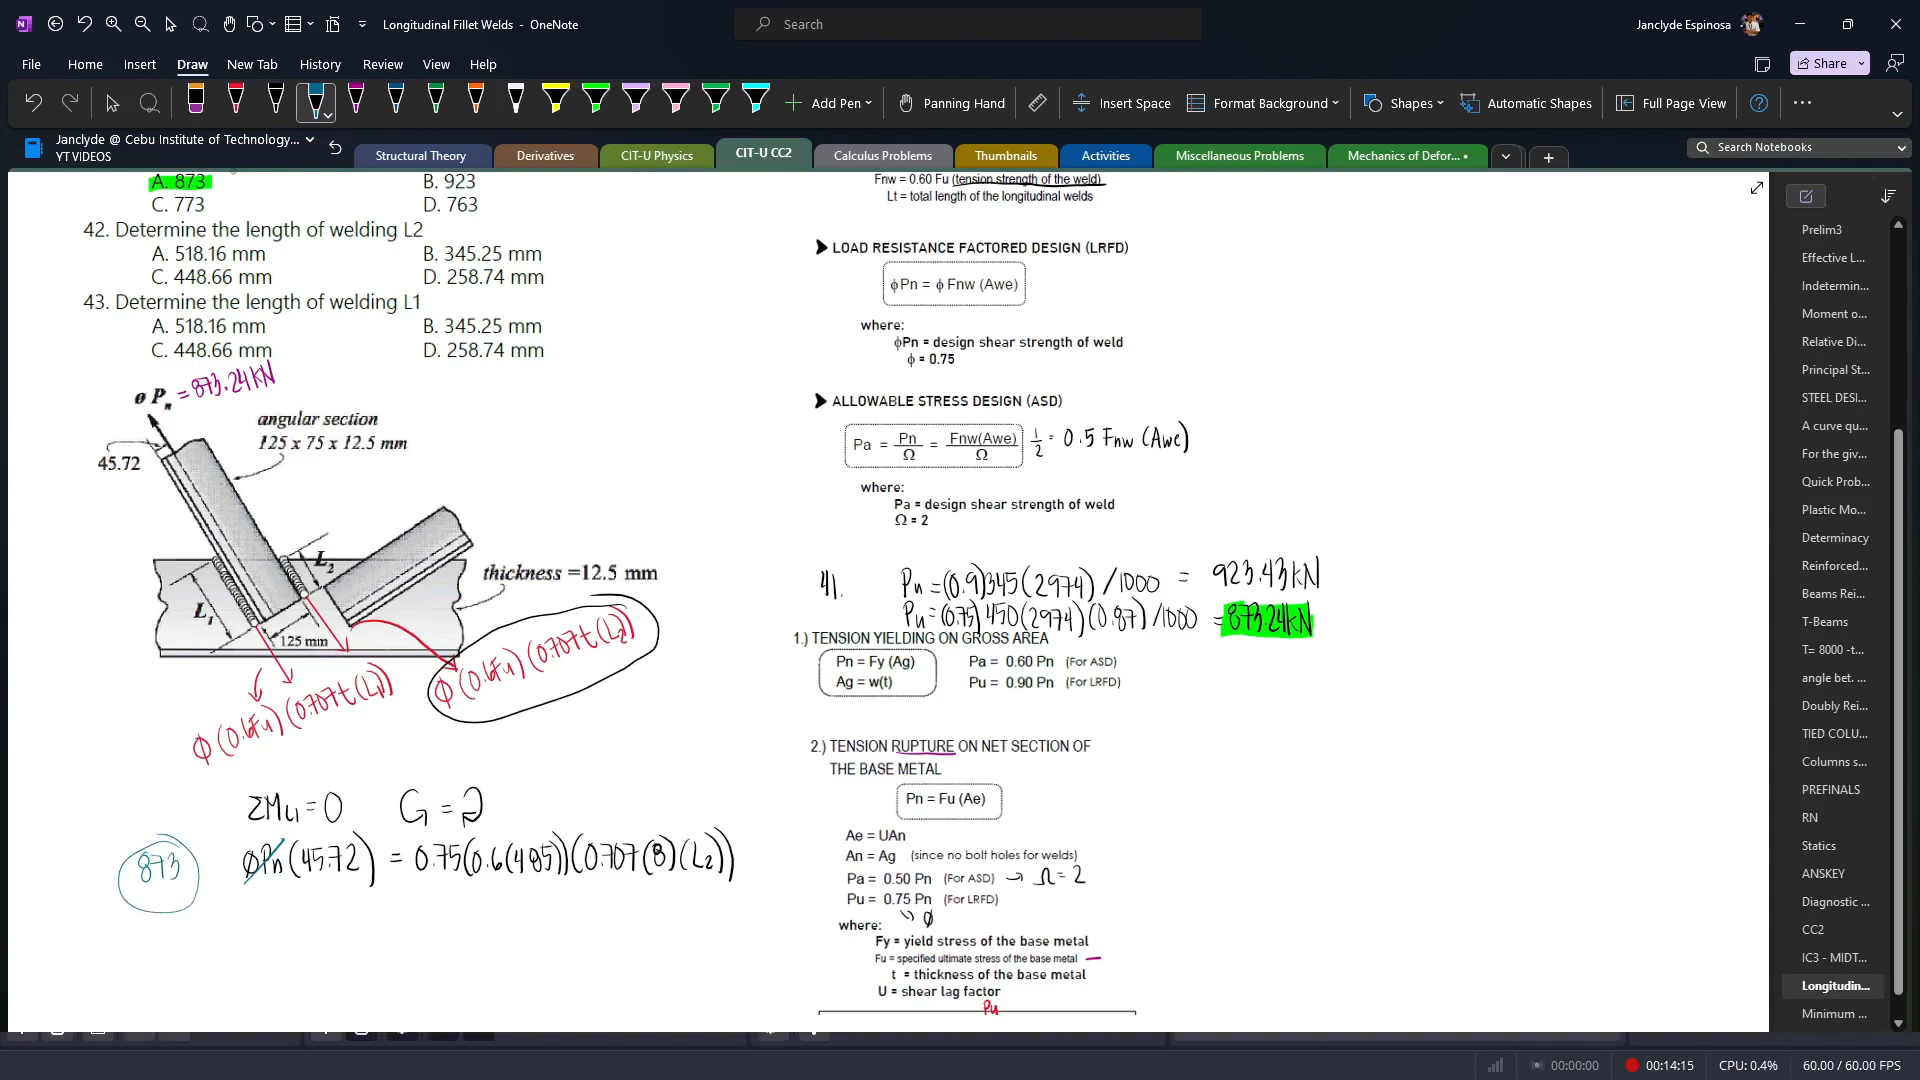 Longitudinal Fillet Welds - OneNote
Search
Janclyde Espinosa
File Home Insert Draw New Tab History Review View Help
Share
Add Pen
Panning Hand
Insert Space
Format Background
Shapes
Automatic Shapes
Full Page View
Janclyde @ Cebu Institute of Technology...
YT VIDEOS
Structural Theory
Derivatives
CIT-U Physics
CIT-U CC2
Calculus Problems
Thumbnails
Activities
Miscellaneous Problems
Mechanics of Defor...
Search Notebooks
A. 873 B. 923
C. 773 D. 763
42. Determine the length of welding L2
A. 518.16 mm B. 345.25 mm
C. 448.66 mm D. 258.74 mm
43. Determine the length of welding L1
A. 518.16 mm B. 345.25 mm
C. 448.66 mm D. 258.74 mm
ø Pn = 873.24kN
angular section
125 x 75 x 12.5 mm
45.72
L2
thickness =12.5 mm
L1
125 mm
φ(0.6Fu)(0.707t(L2))
φ(0.6Fu)(0.707t(L1))
ΣML1=0 G = 2
873
φPn(45.72) = 0.75(0.6(485))(0.707(8)(L2))
Fnw = 0.60 Fu (tension strength of the weld)
Lt = total length of the longitudinal welds
LOAD RESISTANCE FACTORED DESIGN (LRFD)
ϕPn = ϕ Fnw (Awe)
where:
ϕPn = design shear strength of weld
ϕ = 0.75
ALLOWABLE STRESS DESIGN (ASD)
Pa = Pn/Ω = Fnw(Awe)/Ω 1/2 = 0.5 Fnw (Awe)
where:
Pa = design shear strength of weld
Ω = 2
41. Pu = (0.9)345(2974)/1000 = 923.43kN
Pu = (0.75)450(2974)(0.87)/1000 = 873.24kN
1.) TENSION YIELDING ON GROSS AREA
Pn = Fy (Ag) Pa = 0.60 Pn (For ASD)
Ag = w(t) Pu = 0.90 Pn (For LRFD)
2.) TENSION RUPTURE ON NET SECTION OF
THE BASE METAL
Pn = Fu (Ae)
Ae = UAn
An = Ag (since no bolt holes for welds)
Pa = 0.50 Pn (For ASD) → Ω = 2
Pu = 0.75 Pn (For LRFD)
φ
where:
Fy = yield stress of the base metal
Fu = specified ultimate stress of the base metal
t = thickness of the base metal
U = shear lag factor
Pu
Prelim3
Effective L...
Indetermin...
Moment o...
Relative Di...
Principal St...
STEEL DESI...
A curve qu...
For the giv...
Quick Prob...
Plastic Mo...
Determinacy
Reinforced...
Beams Rei...
T-Beams
T= 8000 -t...
angle bet. ...
Doubly Rei...
TIED COLU...
Columns s...
PREFINALS
RN
Statics
ANSKEY
Diagnostic ...
CC2
IC3 - MIDT...
Longitudin...
Minimum ...
00:00:00
00:14:15
CPU: 0.4%
60.00 / 60.00 FPS